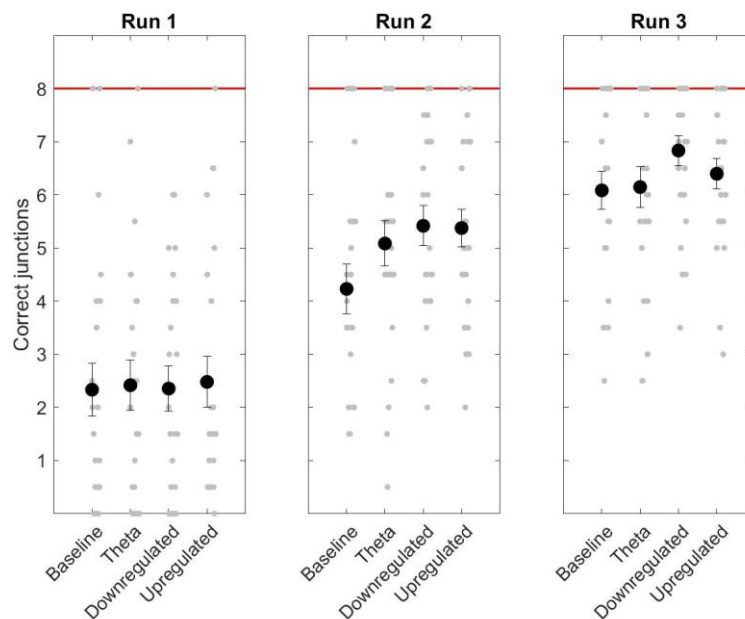 Run 1
Run 2
Run 3
Correct junctions
8
7
6
5
4
3
2
1
Baseline
Theta
Downregulated
Upregulated
Baseline
Theta
Downregulated
Upregulated
Baseline
Theta
Downregulated
Upregulated